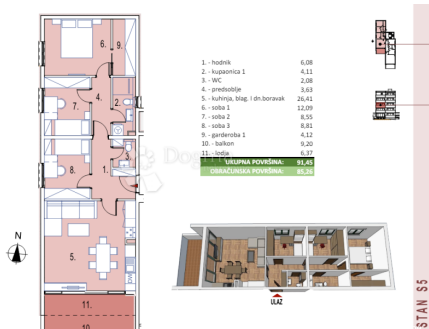 1. - hodnik 6,08
2. - kupaonica 1 4,11
3. - WC 2,08
4. - predsoblje 3,63
5. - kuhinja, blag. / dn.boravak 26,41
6. - soba 1 12,09
7. - soba 2 8,55
8. - soba 3 8,81
9. - garderoba 1 4,12
10. - balkon 9,20
11. - lođa 6,37
UKUPNA POVRŠINA: 91,45
OBRAČUNSKA POVRŠINA: 85,26
6.
9.
4.
2.
7.
3.
8.
1.
5.
11.
10.
N
ULAZ
STAN S5